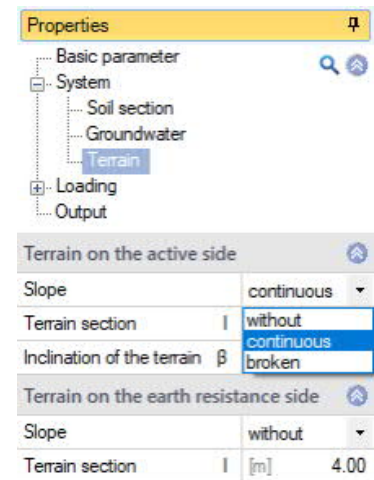 Properties
Basic parameter
System
Soil section
Groundwater
Terrain
Loading
Output
Terrain on the active side
Slope continuous
Terrain section l without
continuous
Inclination of the terrain β broken
Terrain on the earth resistance side
Slope without
Terrain section l [m] 4.00